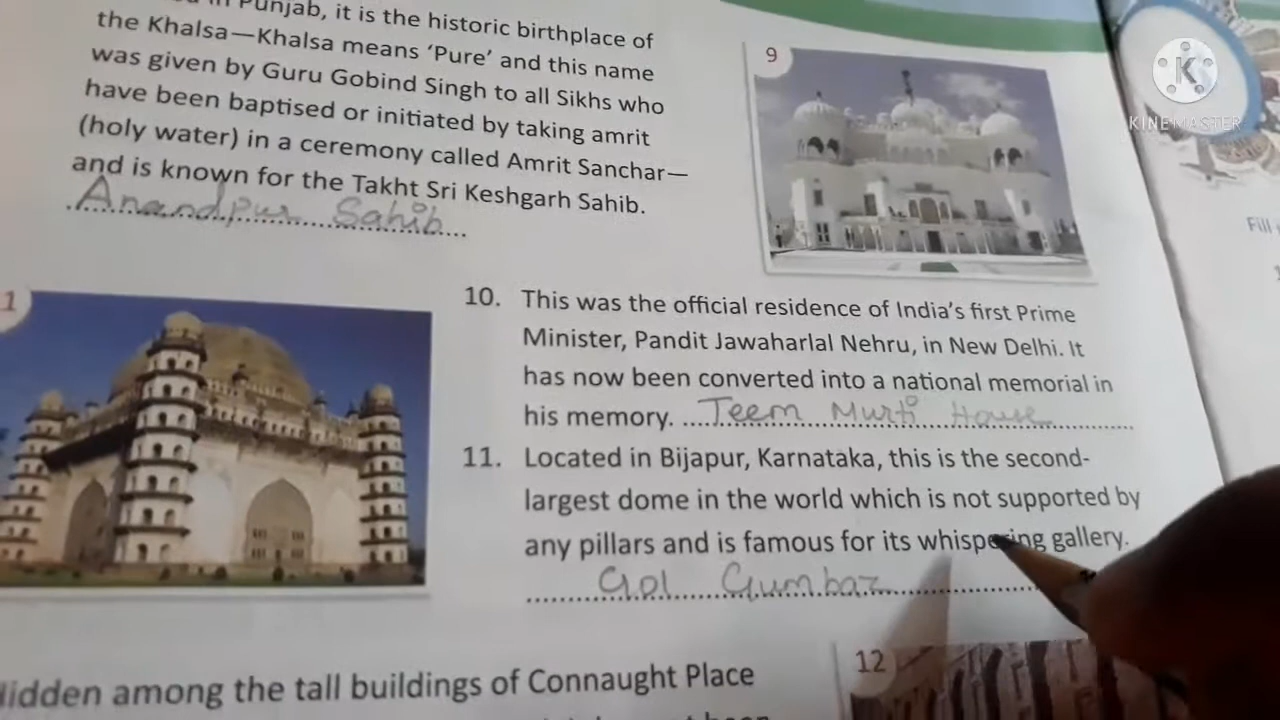 in Punjab, it is the historic birthplace of
the Khalsa—Khalsa means ‘Pure’ and this name
was given by Guru Gobind Singh to all Sikhs who
have been baptised or initiated by taking amrit
(holy water) in a ceremony called Amrit Sanchar—
and is known for the Takht Sri Keshgarh Sahib.
Anandpur Sahib
9
K
KINEMASTER
Fill
1
10. This was the official residence of India’s first Prime
Minister, Pandit Jawaharlal Nehru, in New Delhi. It
has now been converted into a national memorial in
his memory. Teem Murti House
11. Located in Bijapur, Karnataka, this is the second-
largest dome in the world which is not supported by
any pillars and is famous for its whispering gallery.
Gol Gumbaz
Hidden among the tall buildings of Connaught Place
12